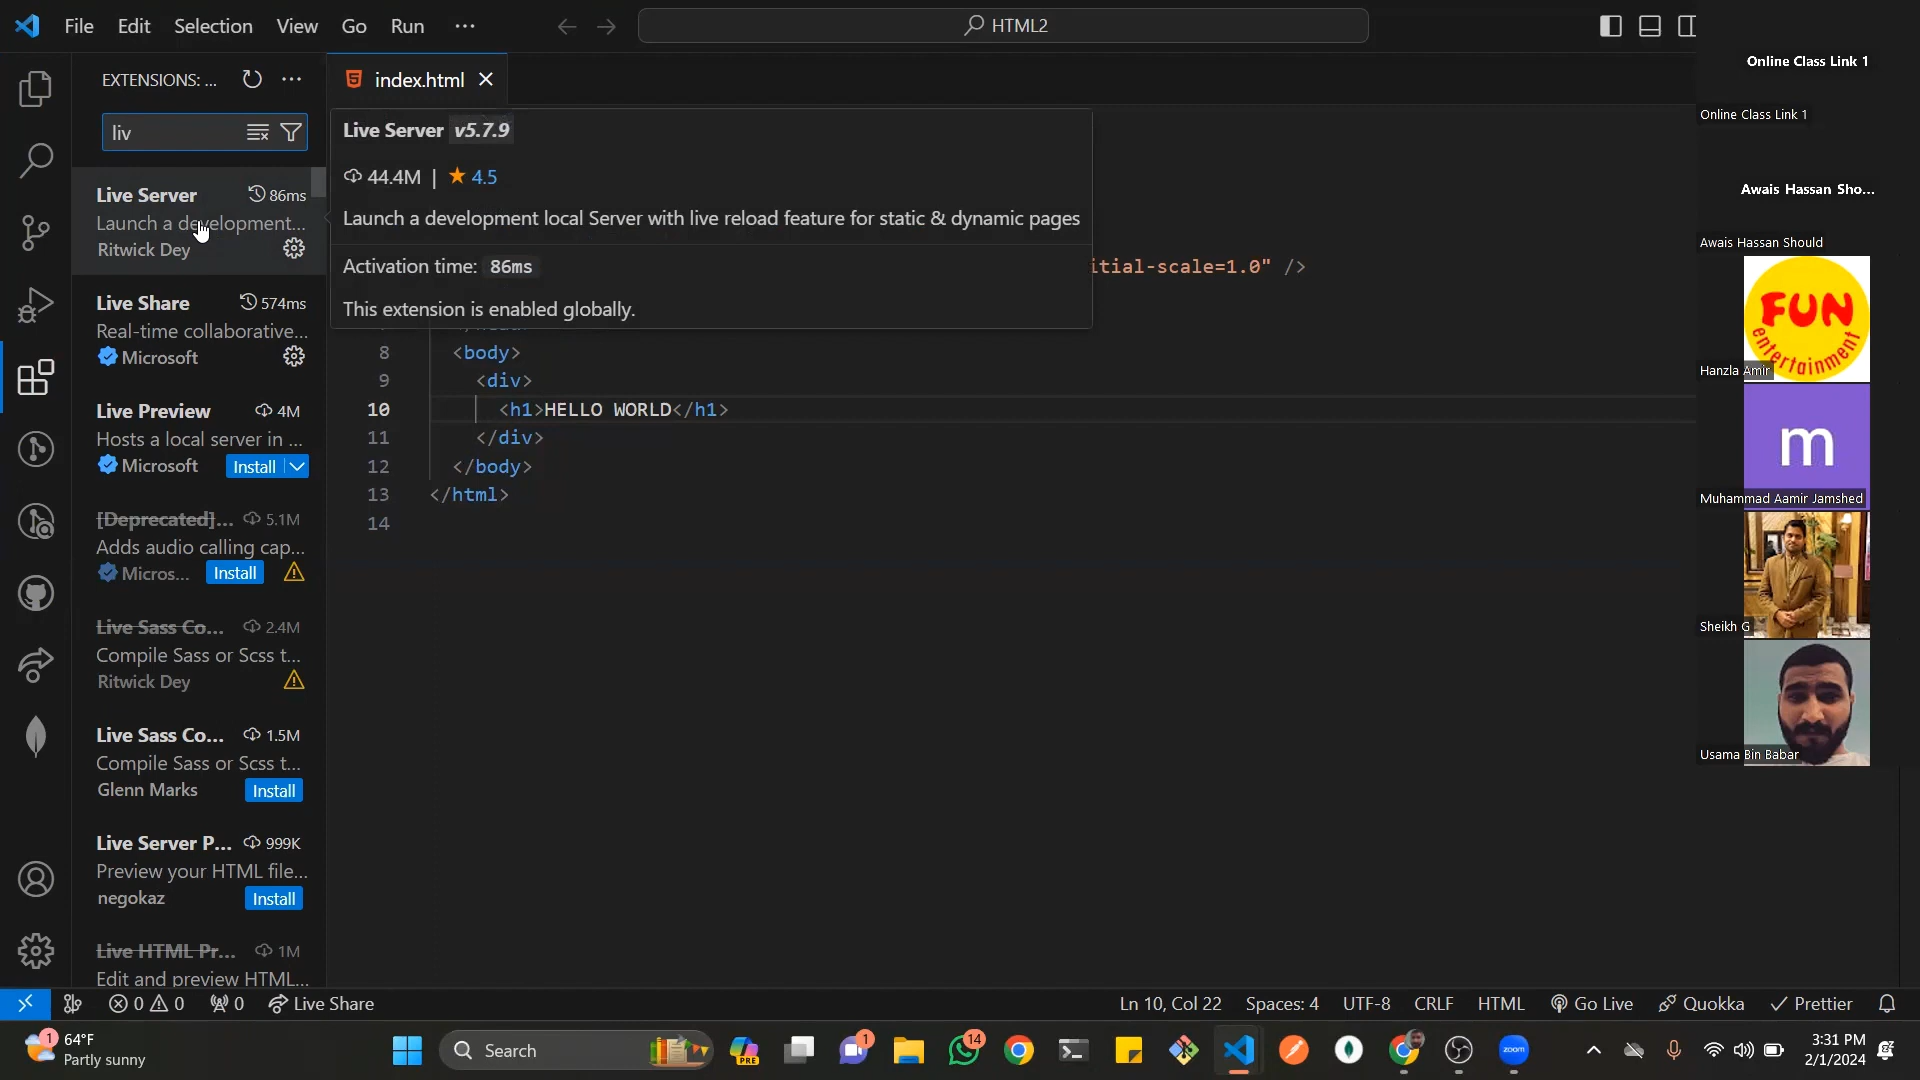 File Edit Selection View Go Run ···
HTML2
EXTENSIONS: ...
index.html
liv
Live Server 86ms
Launch a development...
Ritwick Dey
Live Share 574ms
Real-time collaborative...
Microsoft
Live Preview 4M
Hosts a local server in ...
Microsoft Install
[Deprecated]... 5.1M
Adds audio calling cap...
Micros... Install
Live Sass Co... 2.4M
Compile Sass or Scss t...
Ritwick Dey
Live Sass Co... 1.5M
Compile Sass or Scss t...
Glenn Marks Install
Live Server P... 999K
Preview your HTML file...
negokaz Install
Live HTML Pr... 1M
Edit and preview HTML...
Live Server v5.7.9
44.4M | ★ 4.5
Launch a development local Server with live reload feature for static & dynamic pages
Activation time: 86ms
This extension is enabled globally.
itial-scale=1.0" />
8 <body>
9 <div>
10 <h1>HELLO WORLD</h1>
11 </div>
12 </body>
13 </html>
14
Online Class Link 1
Online Class Link 1
Awais Hassan Sho...
Awais Hassan Should
FUN
entertainment
Hanzla Amir
m
Muhammad Aamir Jamshed
Sheikh G
Usama Bin Babar
0 0 0 Live Share
Ln 10, Col 22 Spaces: 4 UTF-8 CRLF HTML Go Live Quokka Prettier
1
64°F
Partly sunny
Search
PRE
1
14
zoom
3:31 PM
2/1/2024